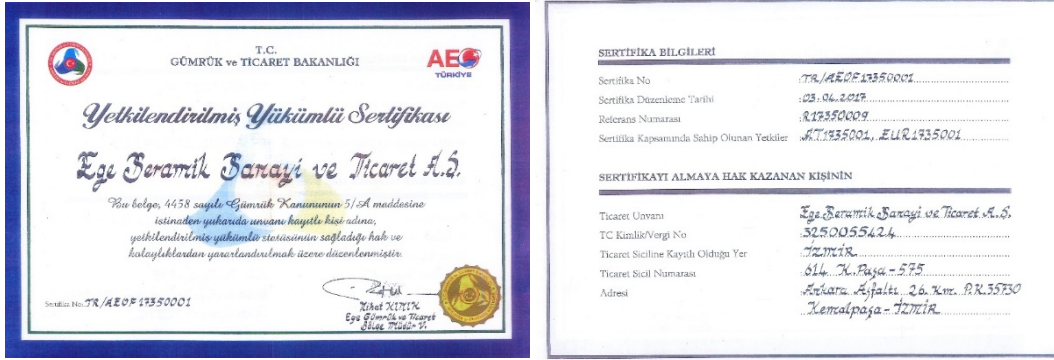 T.C.
GÜMRÜK ve TİCARET BAKANLIĞI
AEO
TÜRKİYE
Yetkilendirilmiş Yükümlü Sertifikası
Ege Seramik Sanayi ve Ticaret A.Ş.
Bu belge, 4458 sayılı Gümrük Kanununun 5/A maddesine
istinaden yukarıda unvanı kayıtlı kişi adına,
yetkilendirilmiş yükümlü statüsünün sağladığı hak ve
kolaylıklardan yararlandırılmak üzere düzenlenmiştir.
Sertifika No: TR/AEOF17350001
Nihat KINIK
Ege Gümrük ve Ticaret
Bölge Müdür V.
SERTİFİKA BİLGİLERİ
Sertifika No :TR/AEOF17350001
Sertifika Düzenleme Tarihi :03.04.2017
Referans Numarası :R17350009
Sertifika Kapsamında Sahip Olunan Yetkiler :AT1735001, EUR1735001
SERTİFİKAYI ALMAYA HAK KAZANAN KİŞİNİN
Ticaret Unvanı :Ege Seramik Sanayi ve Ticaret A.Ş.
TC Kimlik/Vergi No :3250055424
Ticaret Siciline Kayıtlı Olduğu Yer :İZMİR
Ticaret Sicil Numarası :614 K.Paşa-575
Adresi :Ankara Asfaltı 26. Km. P.K.35730
:Kemalpaşa-İZMİR